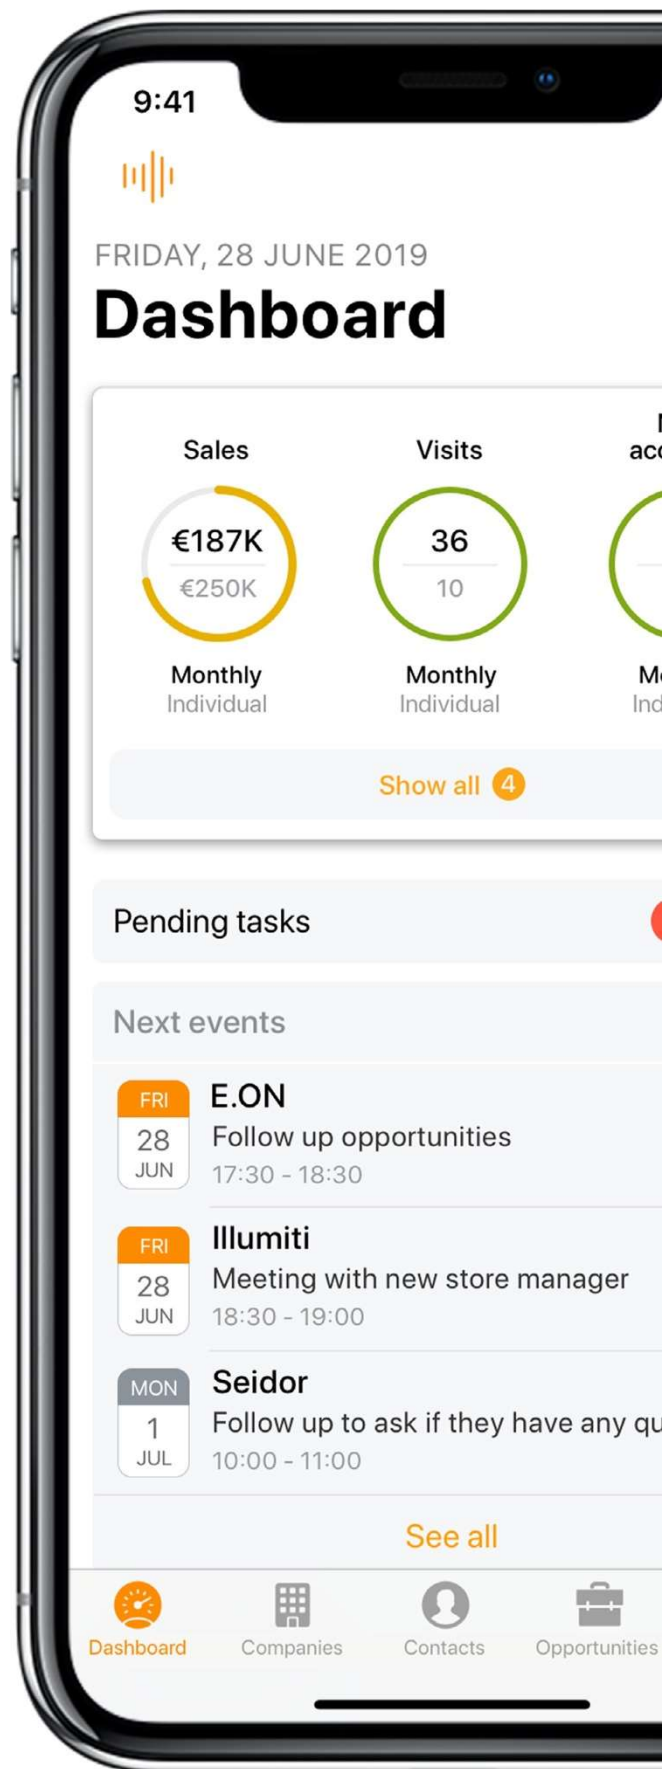 9:41
FRIDAY, 28 JUNE 2019
Dashboard
Sales
Visits
€187K
36
€250K
10
Monthly
Monthly
Individual
Individual
Show all 4
Pending tasks
Next events
FRI
28
JUN
E.ON
Follow up opportunities
17:30 - 18:30
FRI
28
JUN
Illumiti
Meeting with new store manager
18:30 - 19:00
MON
1
JUL
Seidor
Follow up to ask if they have any
10:00 - 11:00
See all
Dashboard
Companies
Contacts
Opportunities